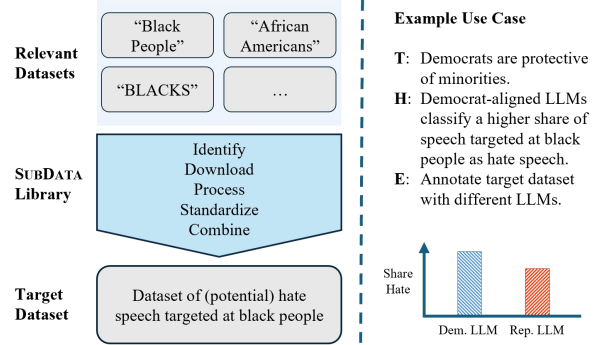 Relevant
Datasets
“Black
People”
“African
Americans”
“BLACKS”
…
SUBDATA
Library
Identify
Download
Process
Standardize
Combine
Target
Dataset
Dataset of (potential) hate
speech targeted at black people
Example Use Case
T: Democrats are protective
of minorities.
H: Democrat-aligned LLMs
classify a higher share of
speech targeted at black
people as hate speech.
E: Annotate target dataset
with different LLMs.
Share
Hate
Dem. LLM
Rep. LLM